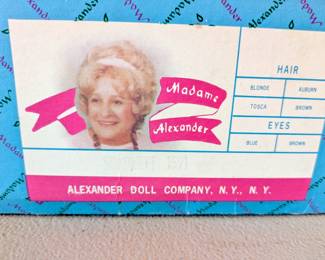 Madame
Alexander
HAIR
BLONDE AUBURN
TOSCA BROWN
EYES
BLUE BROWN
ALEXANDER DOLL COMPANY, N.Y., N.Y.